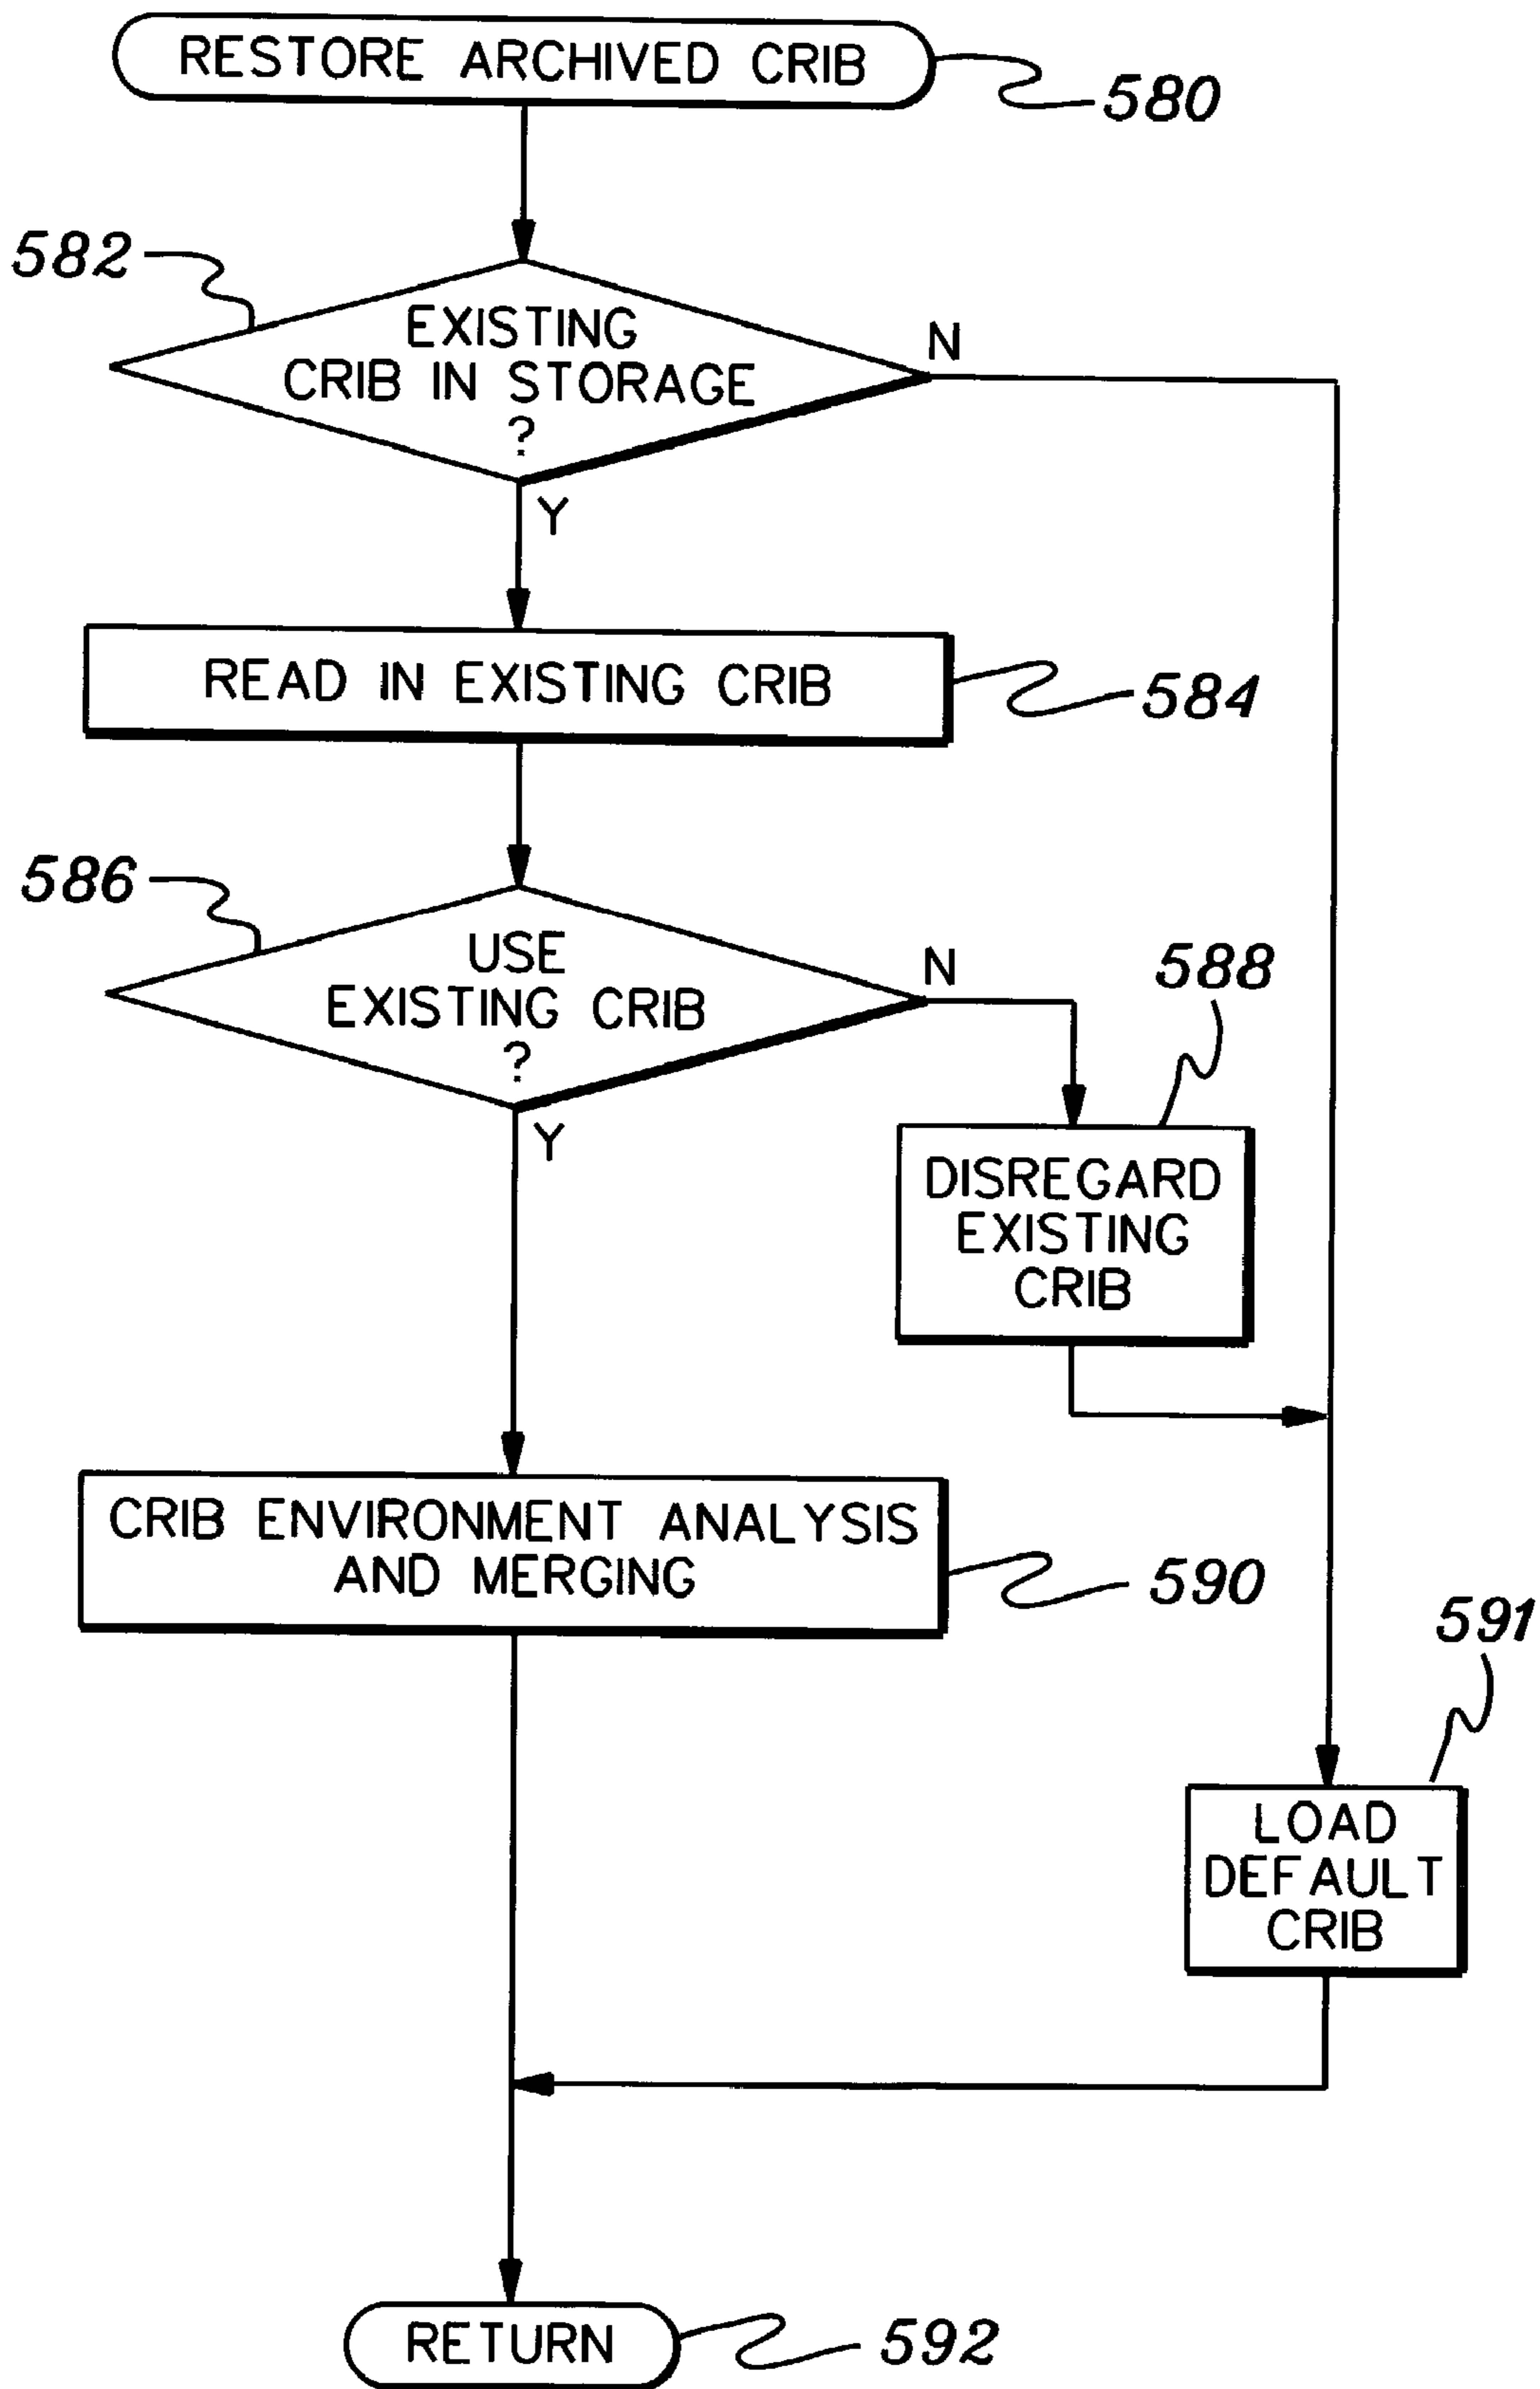 RESTORE ARCHIVED CRIB
580
582
EXISTING
CRIB IN STORAGE
?
N
Y
READ IN EXISTING CRIB
584
586
USE
EXISTING CRIB
?
N
Y
588
DISREGARD
EXISTING
CRIB
CRIB ENVIRONMENT ANALYSIS
AND MERGING
590
591
LOAD
DEFAULT
CRIB
RETURN
592